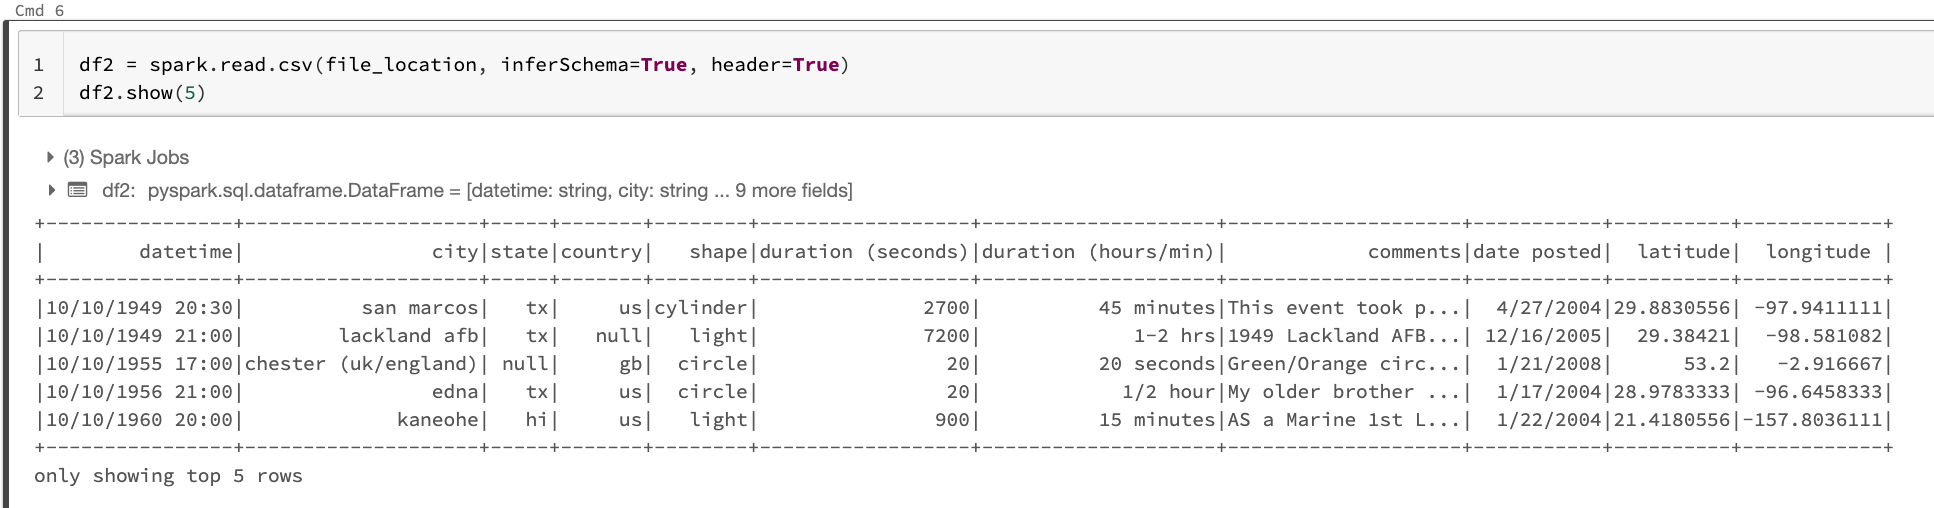 Cmd 6
1 df2 = spark.read.csv(file_location, inferSchema=True, header=True)
2 df2.show(5)
(3) Spark Jobs
df2: pyspark.sql.dataframe.DataFrame = [datetime: string, city: string ... 9 more fields]
+----------------+--------------------+-----+-------+--------+------------------+--------------------+--------------------+-----------+----------+------------+
|        datetime|                city|state|country|   shape|duration (seconds)|duration (hours/min)|            comments|date posted|  latitude|  longitude |
+----------------+--------------------+-----+-------+--------+------------------+--------------------+--------------------+-----------+----------+------------+
|10/10/1949 20:30|          san marcos|   tx|     us|cylinder|              2700|          45 minutes|This event took p...|  4/27/2004|29.8830556| -97.9411111|
|10/10/1949 21:00|        lackland afb|   tx|   null|   light|              7200|             1-2 hrs|1949 Lackland AFB...| 12/16/2005|  29.38421|  -98.581082|
|10/10/1955 17:00|chester (uk/england)| null|     gb|  circle|                20|          20 seconds|Green/Orange circ...|  1/21/2008|      53.2|   -2.916667|
|10/10/1956 21:00|                edna|   tx|     us|  circle|                20|            1/2 hour|My older brother ...|  1/17/2004|28.9783333| -96.6458333|
|10/10/1960 20:00|             kaneohe|   hi|     us|   light|               900|          15 minutes|AS a Marine 1st L...|  1/22/2004|21.4180556|-157.8036111|
+----------------+--------------------+-----+-------+--------+------------------+--------------------+--------------------+-----------+----------+------------+
only showing top 5 rows